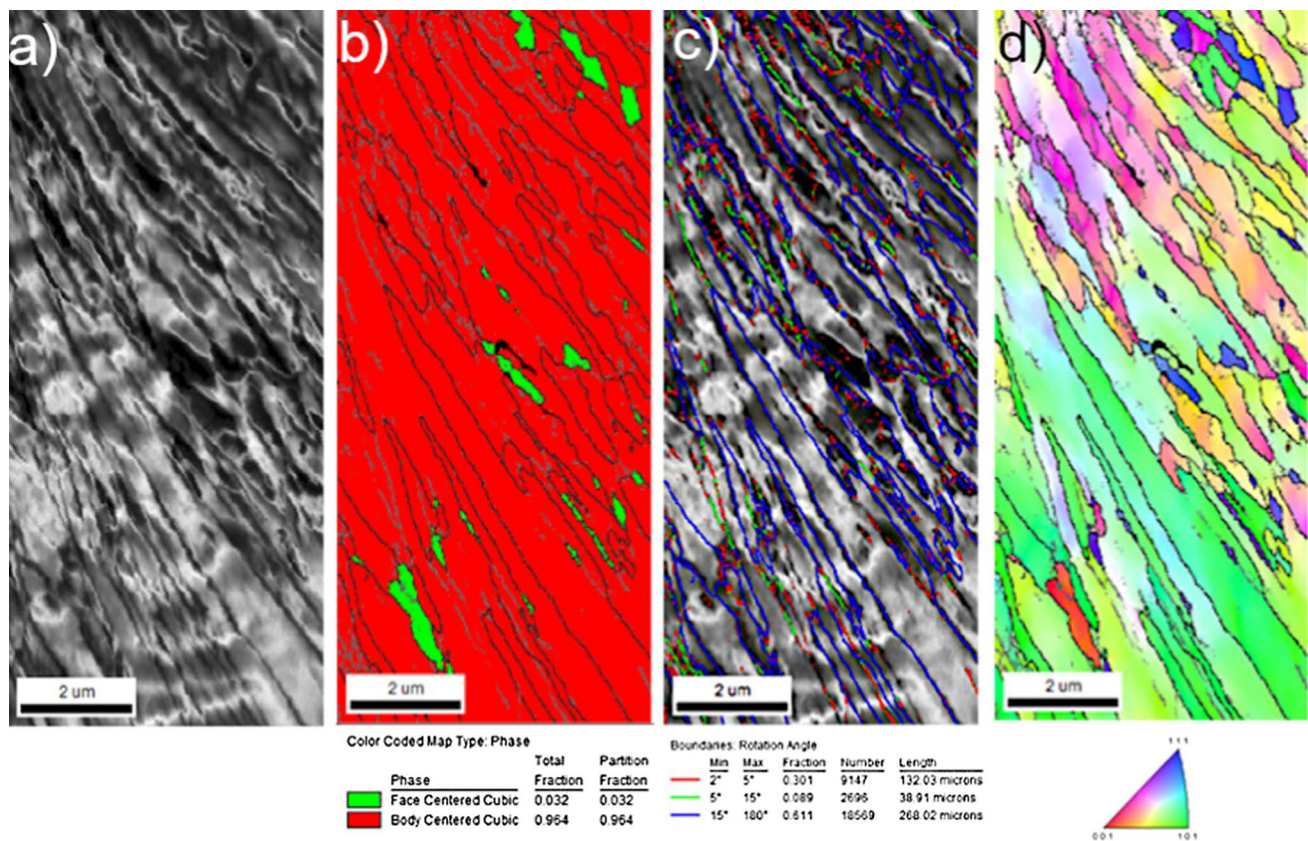 a)
b)
c)
d)
2 um
2 um
2 um
2 um
Color Coded Map Type: Phase
Total Partition
Phase Fraction Fraction
Face Centered Cubic 0.032 0.032
Body Centered Cubic 0.964 0.964
Boundaries: Rotation Angle
Min Max Fraction Number Length
2° 5° 0.301 9147 132.03 microns
5° 15° 0.089 2696 38.91 microns
15° 180° 0.611 18569 268.02 microns
111
001 101